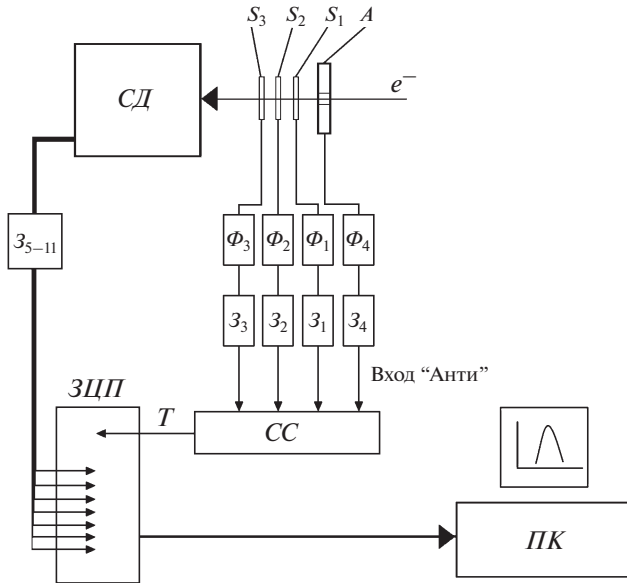 S₃ S₂ S₁ A
СД
e⁻
З₅₋₁₁
Ф₃ Ф₂ Ф₁ Ф₄
З₃ З₂ З₁ З₄
Вход “Анти”
ЗЦП
T
СС
ПК